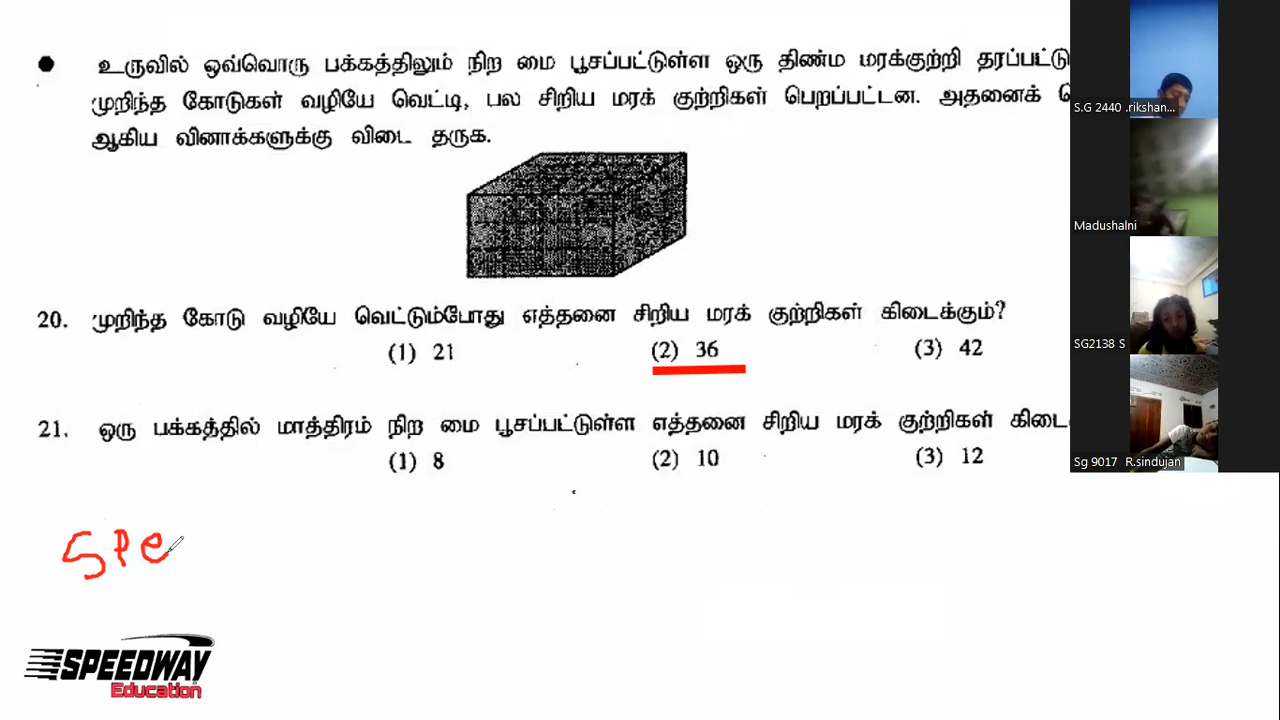 உருவில் ஒவ்வொரு பக்கத்திலும் நிற மை பூசப்பட்டுள்ள ஒரு திண்ம மரக்குற்றி தரப்பட்டு
முறிந்த கோடுகள் வழியே வெட்டி, பல சிறிய மரக் குற்றிகள் பெறப்பட்டன. அதனைக்
ஆகிய வினாக்களுக்கு விடை தருக.
20. முறிந்த கோடு வழியே வெட்டும்போது எத்தனை சிறிய மரக் குற்றிகள் கிடைக்கும்?
(1) 21 (2) 36 (3) 42
21. ஒரு பக்கத்தில் மாத்திரம் நிற மை பூசப்பட்டுள்ள எத்தனை சிறிய மரக் குற்றிகள் கிடை
(1) 8 (2) 10 (3) 12
SPe
SPEEDWAY
Education
S.G 2440 .rikshan...
Madushalni
SG2138 S
Sg 9017 R.sindujan